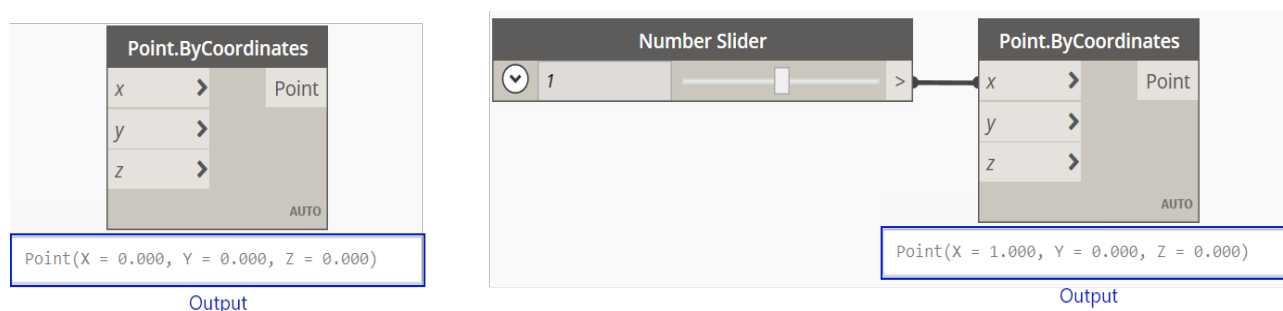 Point.ByCoordinates
x > Point
y >
z >
AUTO
Point(X = 0.000, Y = 0.000, Z = 0.000)
Output
Number Slider
1 >
Point.ByCoordinates
x > Point
y >
z >
AUTO
Point(X = 1.000, Y = 0.000, Z = 0.000)
Output